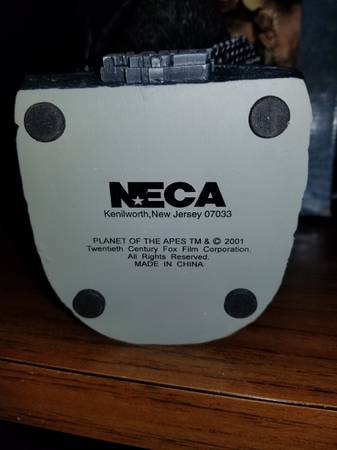 NECA
Kenilworth,New Jersey 07033
PLANET OF THE APES TM & © 2001
Twentieth Century Fox Film Corporation.
All Rights Reserved.
MADE IN CHINA